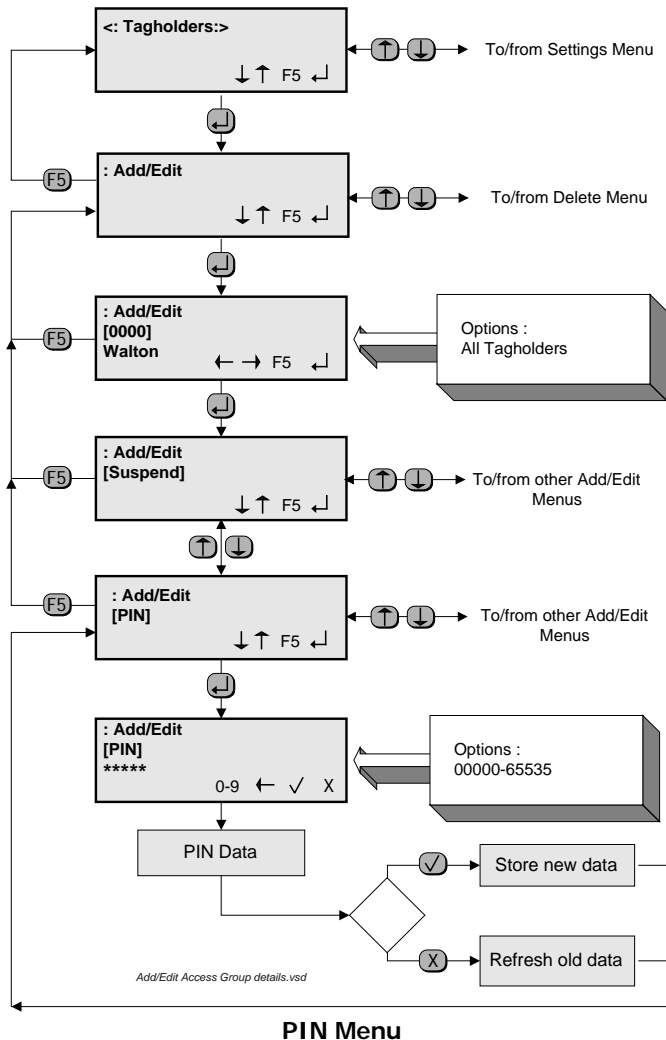 <: Tagholders:>
↓ ↑ F5 ↵
↑ ↓ To/from Settings Menu
↵
F5
: Add/Edit
↓ ↑ F5 ↵
↑ ↓ To/from Delete Menu
↵
F5
: Add/Edit
[0000]
Walton
← → F5 ↵
Options :
All Tagholders
↵
F5
: Add/Edit
[Suspend]
↓ ↑ F5 ↵
↑ ↓ To/from other Add/Edit
Menus
↑ ↓
F5
: Add/Edit
[PIN]
↓ ↑ F5 ↵
↑ ↓ To/from other Add/Edit
Menus
↵
: Add/Edit
[PIN]
*****
0-9 ← √ X
Options :
00000-65535
PIN Data
√ Store new data
X Refresh old data
Add/Edit Access Group details.vsd
PIN Menu